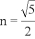 n = √5/2